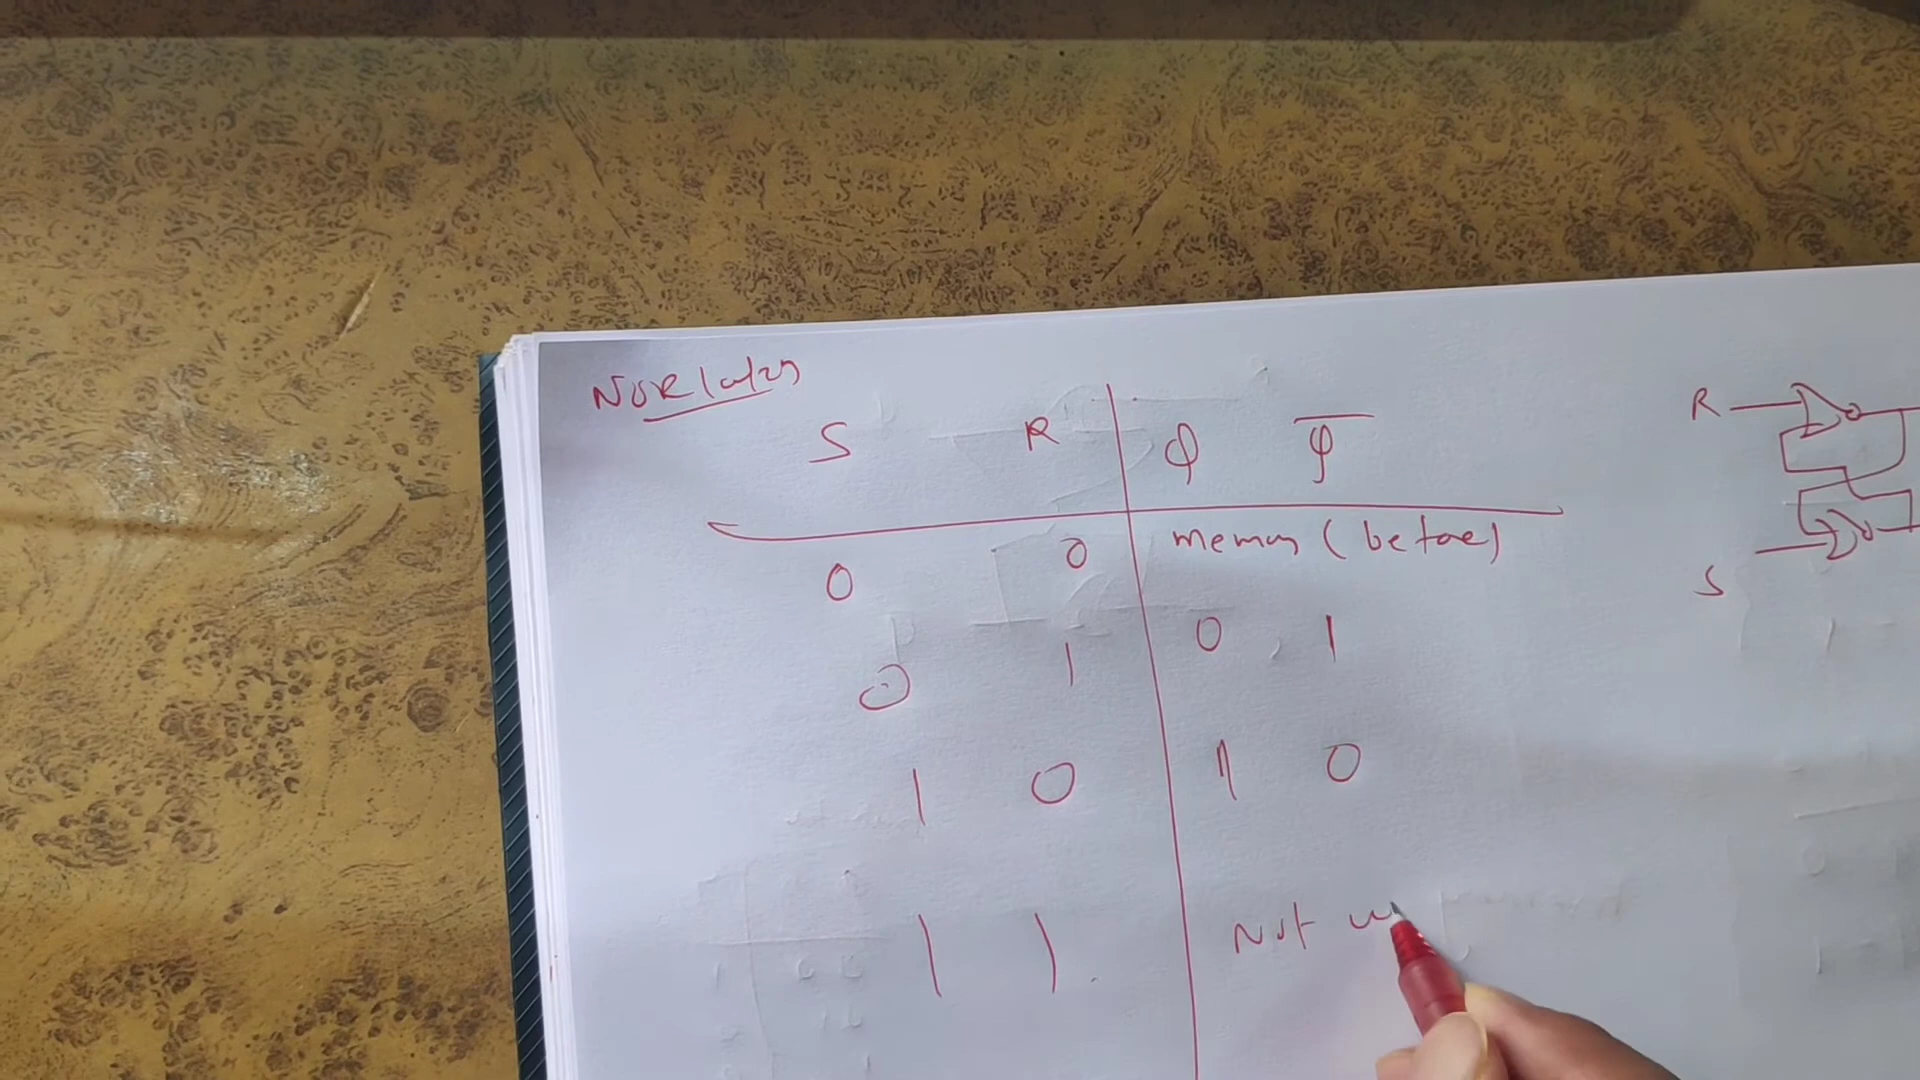 NOR latch
S R Q Q̅
0 0 memory (before)
0 1 0 , 1
1 0 1 0
1 1 . Not
R
S